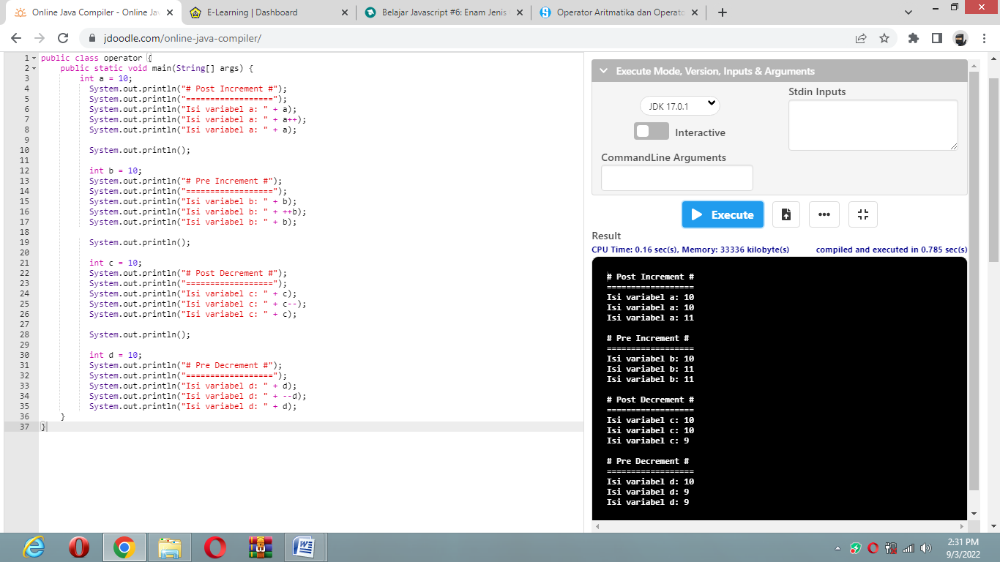 Online Java Compiler - Online Ja
E-Learning | Dashboard
Belajar Javascript #6: Enam Jenis
Operator Aritmatika dan Operato
jdoodle.com/online-java-compiler/
1 public class operator {
2 public static void main(String[] args) {
3 int a = 10;
4 System.out.println("# Post Increment #");
5 System.out.println("==================");
6 System.out.println("Isi variabel a: " + a);
7 System.out.println("Isi variabel a: " + a++);
8 System.out.println("Isi variabel a: " + a);
9
10 System.out.println();
11
12 int b = 10;
13 System.out.println("# Pre Increment #");
14 System.out.println("==================");
15 System.out.println("Isi variabel b: " + b);
16 System.out.println("Isi variabel b: " + ++b);
17 System.out.println("Isi variabel b: " + b);
18
19 System.out.println();
20
21 int c = 10;
22 System.out.println("# Post Decrement #");
23 System.out.println("==================");
24 System.out.println("Isi variabel c: " + c);
25 System.out.println("Isi variabel c: " + c--);
26 System.out.println("Isi variabel c: " + c);
27
28 System.out.println();
29
30 int d = 10;
31 System.out.println("# Pre Decrement #");
32 System.out.println("==================");
33 System.out.println("Isi variabel d: " + d);
34 System.out.println("Isi variabel d: " + --d);
35 System.out.println("Isi variabel d: " + d);
36 }
37 }
Execute Mode, Version, Inputs & Arguments
JDK 17.0.1
Stdin Inputs
Interactive
CommandLine Arguments
Execute
Result
CPU Time: 0.16 sec(s), Memory: 33336 kilobyte(s) compiled and executed in 0.785 sec(s)
# Post Increment #
==================
Isi variabel a: 10
Isi variabel a: 10
Isi variabel a: 11
# Pre Increment #
==================
Isi variabel b: 10
Isi variabel b: 11
Isi variabel b: 11
# Post Decrement #
==================
Isi variabel c: 10
Isi variabel c: 10
Isi variabel c: 9
# Pre Decrement #
==================
Isi variabel d: 10
Isi variabel d: 9
Isi variabel d: 9
2:31 PM
9/3/2022